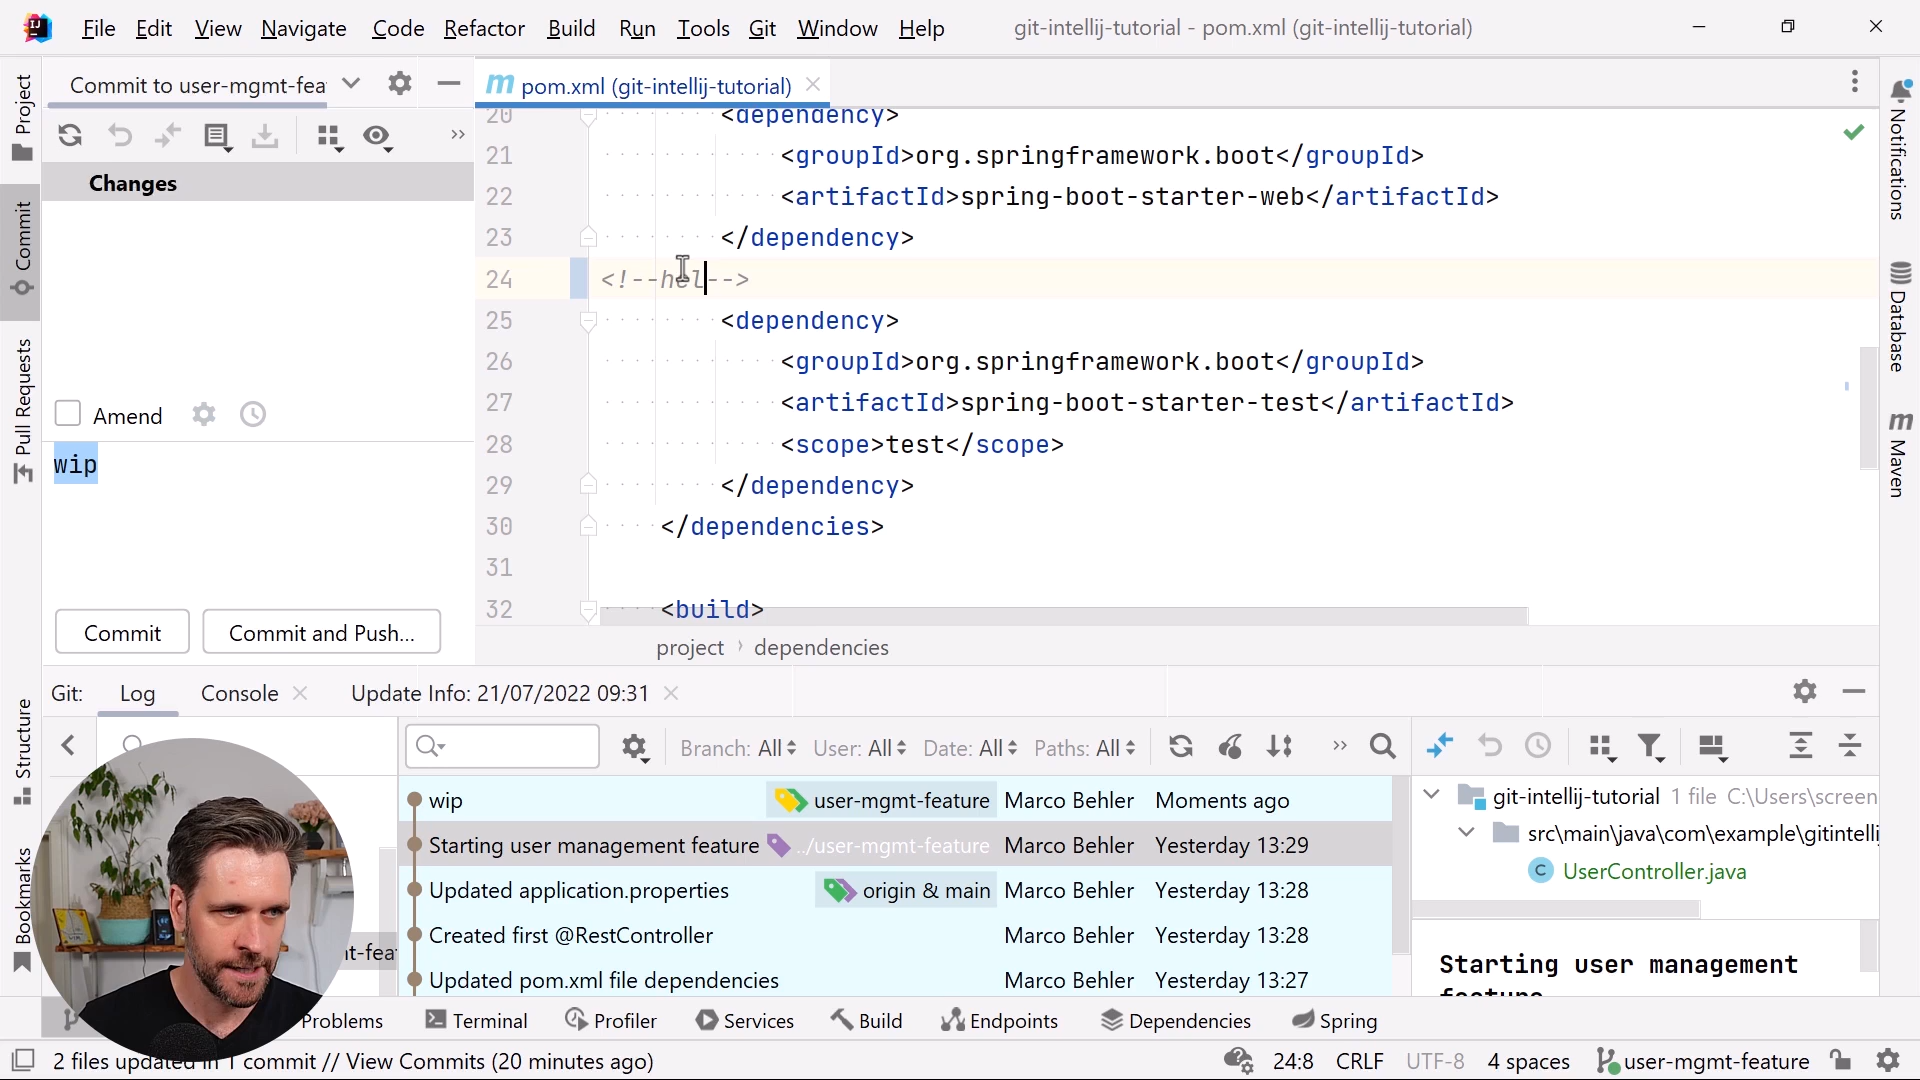 File Edit View Navigate Code Refactor Build Run Tools Git Window Help git-intellij-tutorial - pom.xml (git-intellij-tutorial)
Commit to user-mgmt-fea
pom.xml (git-intellij-tutorial)
Project
Commit
Pull Requests
Structure
Bookmarks
Notifications
Database
Maven
Changes
Amend
wip
Commit
Commit and Push...
20 <dependency>
21 <groupId>org.springframework.boot</groupId>
22 <artifactId>spring-boot-starter-web</artifactId>
23 </dependency>
24 <!--hel-->
25 <dependency>
26 <groupId>org.springframework.boot</groupId>
27 <artifactId>spring-boot-starter-test</artifactId>
28 <scope>test</scope>
29 </dependency>
30 </dependencies>
31
32 <build>
project › dependencies
Git: Log Console Update Info: 21/07/2022 09:31
Branch: All User: All Date: All Paths: All
wip user-mgmt-feature Marco Behler Moments ago
Starting user management feature ../user-mgmt-feature Marco Behler Yesterday 13:29
Updated application.properties origin & main Marco Behler Yesterday 13:28
Created first @RestController Marco Behler Yesterday 13:28
Updated pom.xml file dependencies Marco Behler Yesterday 13:27
git-intellij-tutorial 1 file C:\Users\screen
src\main\java\com\example\gitintelli
UserController.java
Starting user management
feature
Problems Terminal Profiler Services Build Endpoints Dependencies Spring
2 files updated in 1 commit // View Commits (20 minutes ago) 24:8 CRLF UTF-8 4 spaces user-mgmt-feature